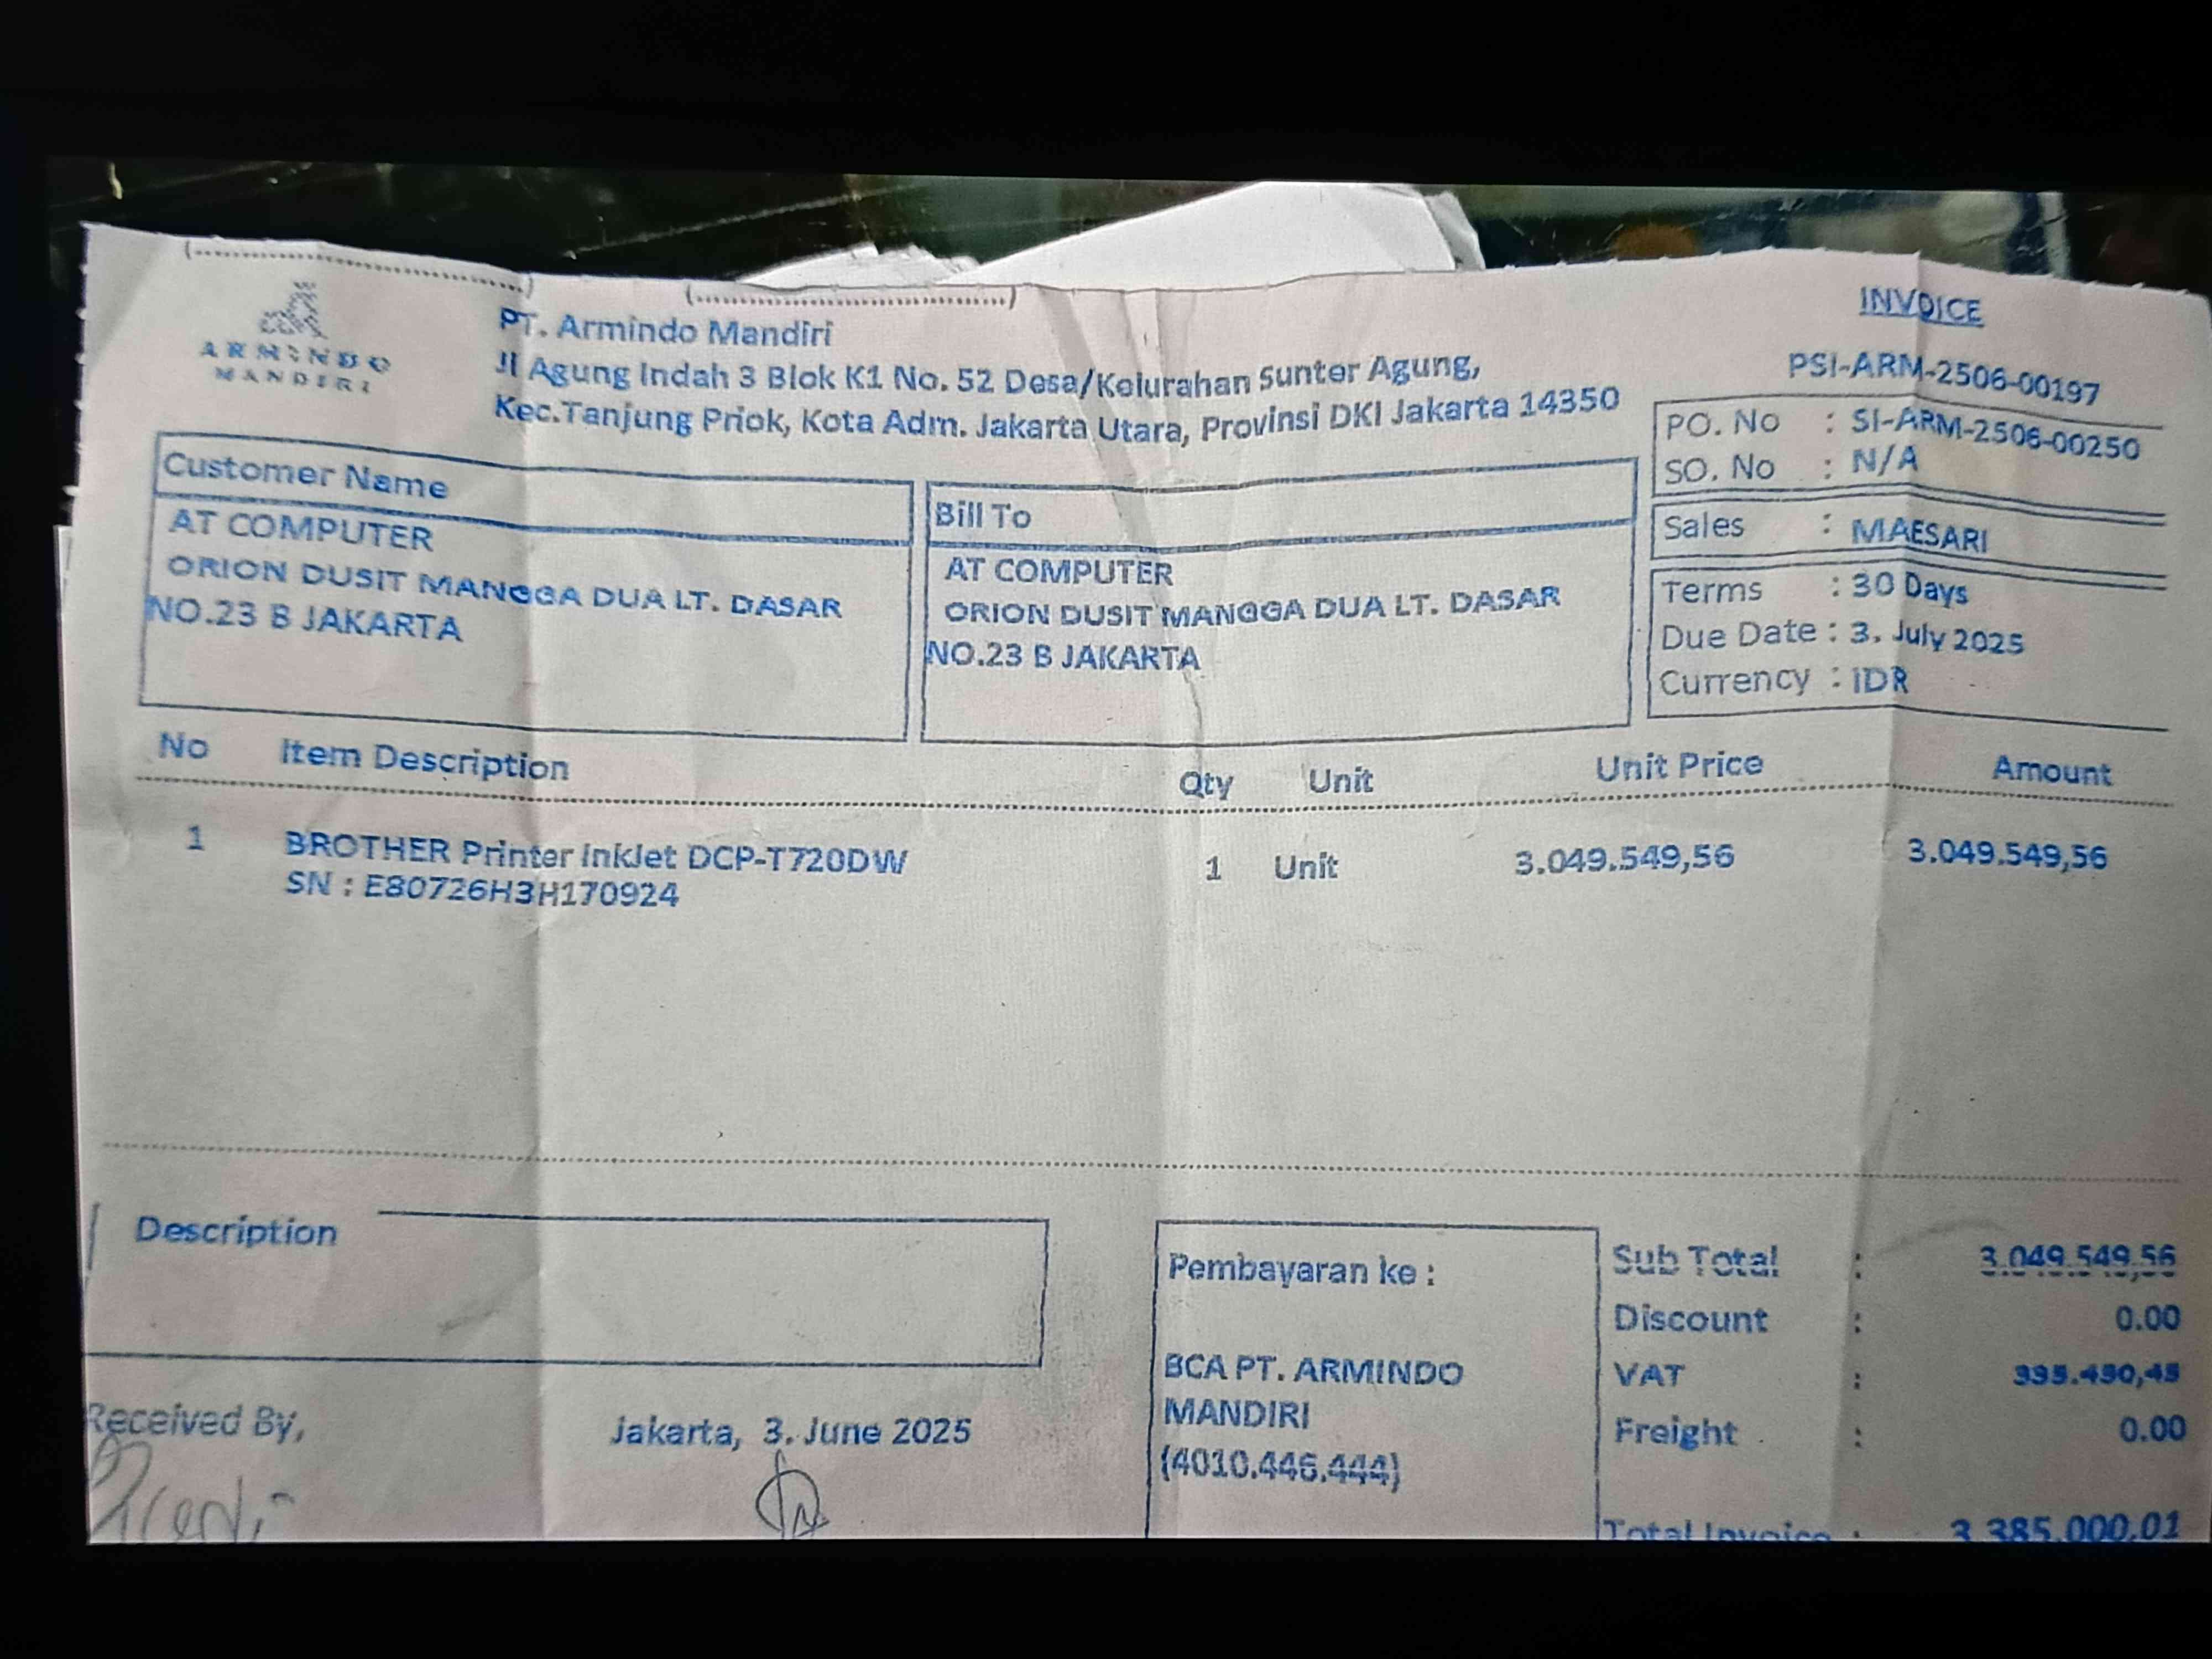 ARMINDO
MANDIRI
PT. Armindo Mandiri
Jl Agung Indah 3 Blok K1 No. 52 Desa/Kelurahan Sunter Agung,
Kec.Tanjung Priok, Kota Adm. Jakarta Utara, Provinsi DKI Jakarta 14350
INVOICE
PSI-ARM-2506-00197
PO. No : SI-ARM-2506-00250
SO. No : N/A
Sales : MAESARI
Terms : 30 Days
Due Date : 3. July 2025
Currency : IDR
Customer Name
AT COMPUTER
ORION DUSIT MANGGA DUA LT. DASAR
NO.23 B JAKARTA
Bill To
AT COMPUTER
ORION DUSIT MANGGA DUA LT. DASAR
NO.23 B JAKARTA
No Item Description Qty Unit Unit Price Amount
1 BROTHER Printer InkJet DCP-T720DW 1 Unit 3.049.549,56 3.049.549,56
SN : E80726H3H170924
Description
Received By,
Jakarta, 3. June 2025
Pembayaran ke :
BCA PT. ARMINDO
MANDIRI
(4010.446.444)
Sub Total : 3.049.549,56
Discount : 0.00
VAT : 335.450,45
Freight : 0.00
Total Invoice : 3.385.000,01